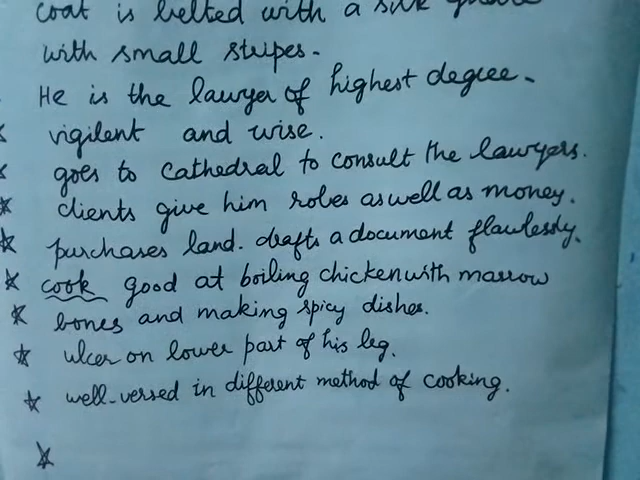 coat is belted with a silk
with small stripes.
He is the lawyer of highest degree.
vigilent and wise.
goes to cathedral to consult the lawyers.
clients give him robes aswell as money.
purchases land. drafts a document flawlessly.
cook good at boiling chicken with marrow
bones and making spicy dishes.
ulcer on lower part of his leg.
well-versed in different method of cooking.